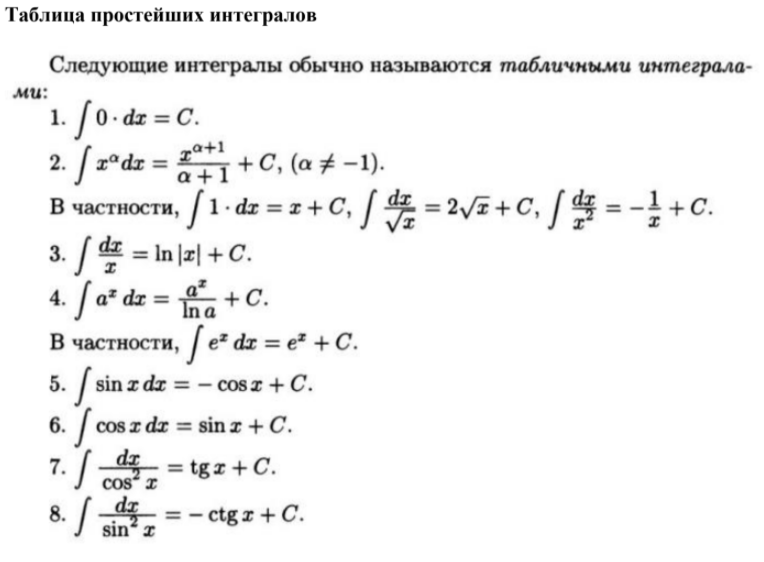 Таблица простейших интегралов
Следующие интегралы обычно называются табличными интеграла-
ми:
1. ∫ 0 · dx = C.
2. ∫ x^α dx = x^(α+1)/(α + 1) + C, (α ≠ −1).
В частности, ∫ 1 · dx = x + C, ∫ dx/√x = 2√x + C, ∫ dx/x² = −1/x + C.
3. ∫ dx/x = ln |x| + C.
4. ∫ a^x dx = a^x/ln a + C.
В частности, ∫ e^x dx = e^x + C.
5. ∫ sin x dx = − cos x + C.
6. ∫ cos x dx = sin x + C.
7. ∫ dx/cos² x = tg x + C.
8. ∫ dx/sin² x = − ctg x + C.